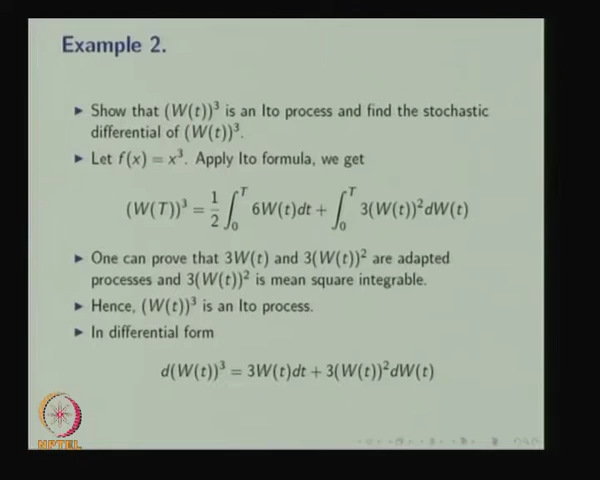 Example 2.
► Show that (W(t))³ is an Ito process and find the stochastic
differential of (W(t))³.
► Let f(x) = x³. Apply Ito formula, we get
(W(T))³ = 1/2 ∫₀ᵀ 6W(t)dt + ∫₀ᵀ 3(W(t))²dW(t)
► One can prove that 3W(t) and 3(W(t))² are adapted
processes and 3(W(t))² is mean square integrable.
► Hence, (W(t))³ is an Ito process.
► In differential form
d(W(t))³ = 3W(t)dt + 3(W(t))²dW(t)
NPTEL